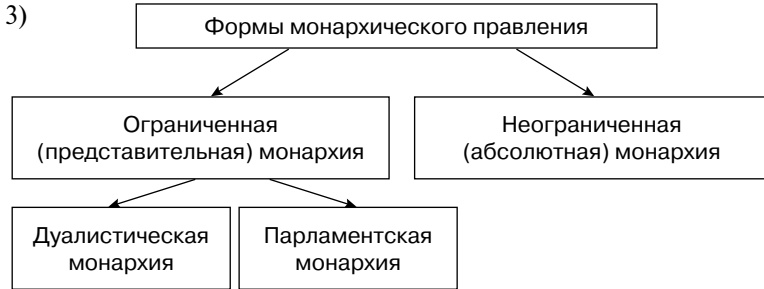 3)
Формы монархического правления
Ограниченная
(представительная) монархия
Неограниченная
(абсолютная) монархия
Дуалистическая
монархия
Парламентская
монархия